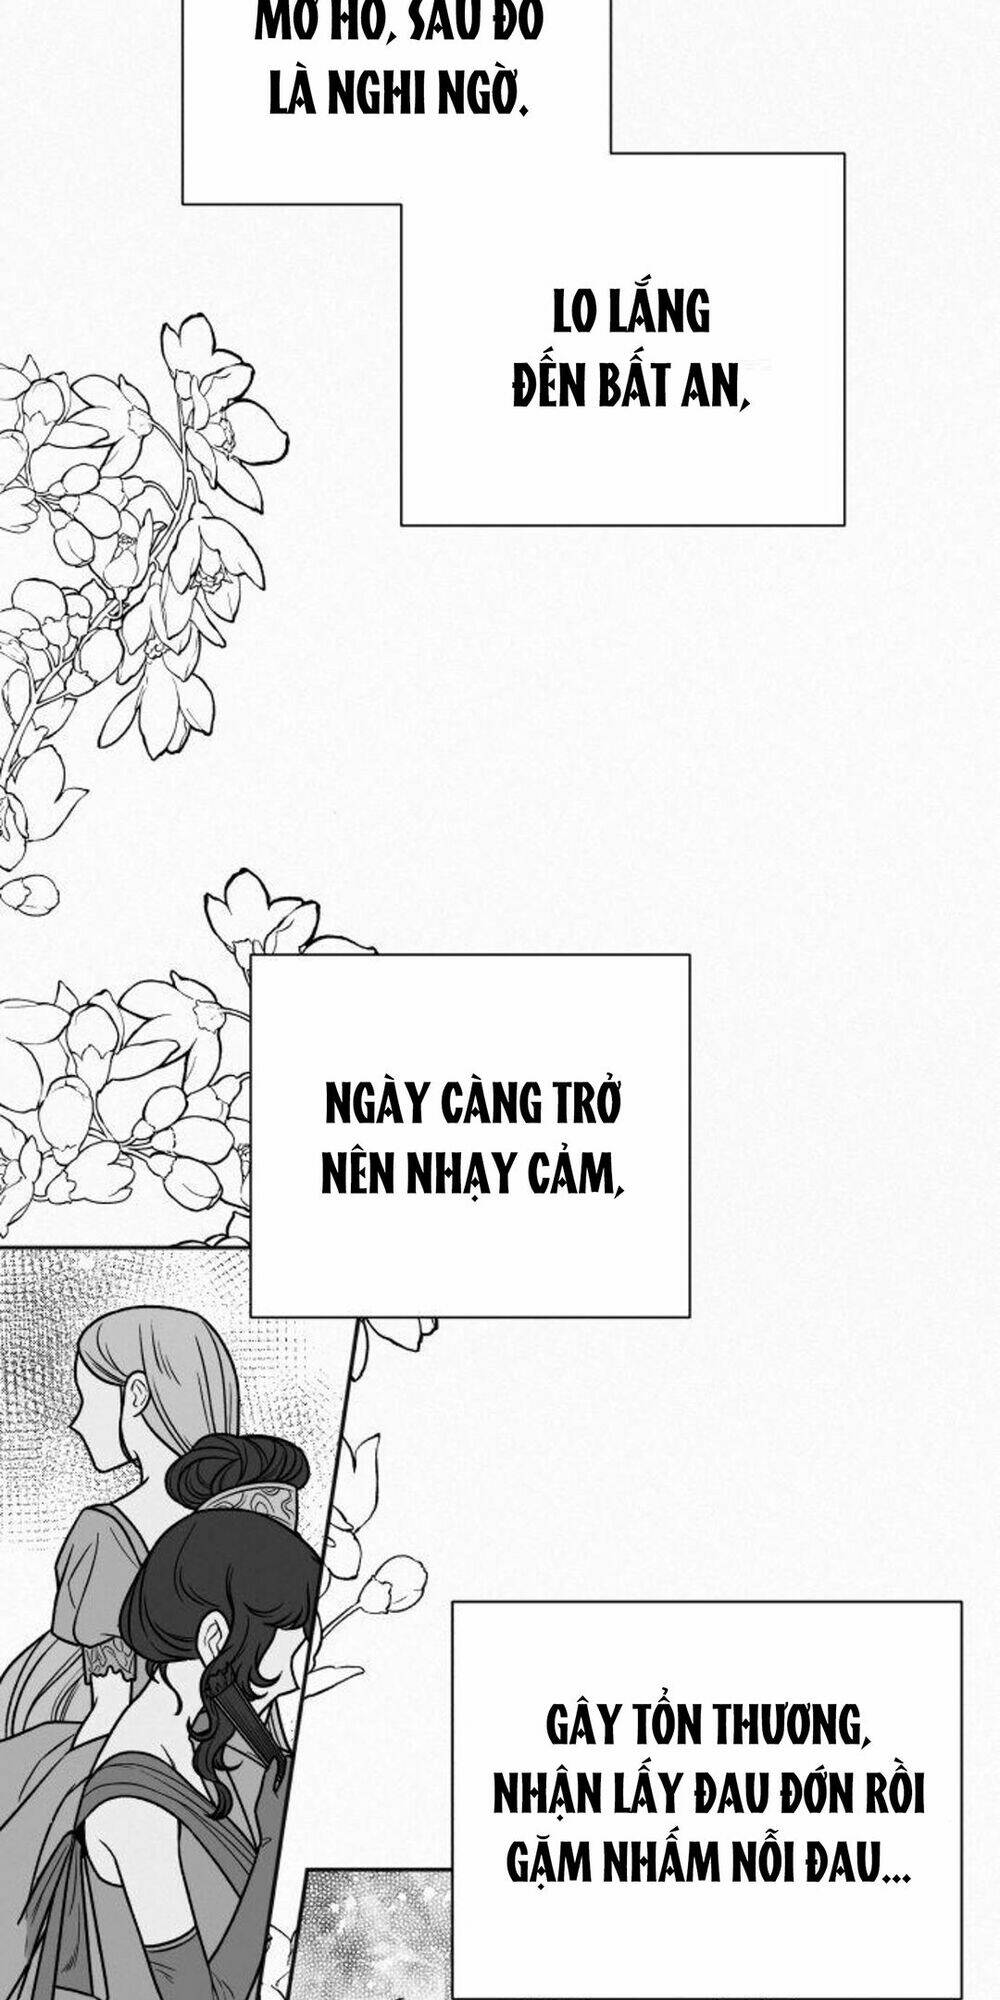 MƠ HỒ, SAU ĐÓ
LÀ NGHI NGỜ.
LO LẮNG
ĐẾN BẤT AN,
NGÀY CÀNG TRỞ
NÊN NHẠY CẢM,
GÂY TỔN THƯƠNG,
NHẬN LẤY ĐAU ĐỚN RỒI
GẶM NHẤM NỖI ĐAU...